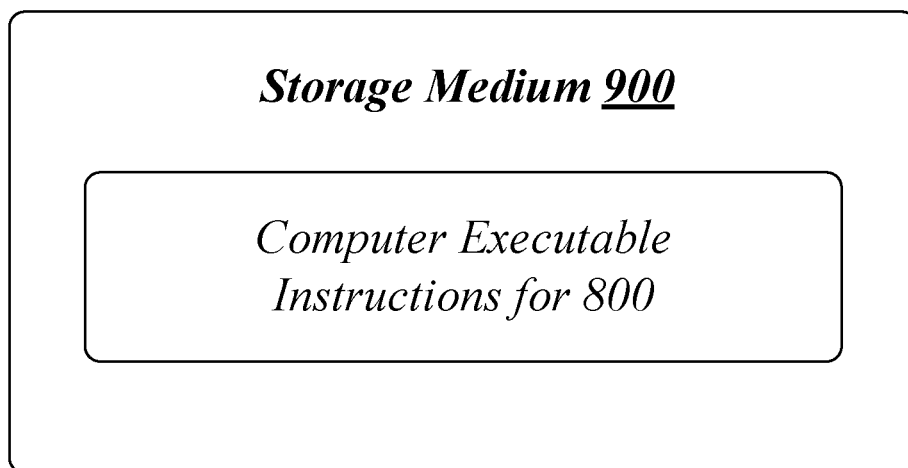 Storage Medium 900
Computer Executable
Instructions for 800